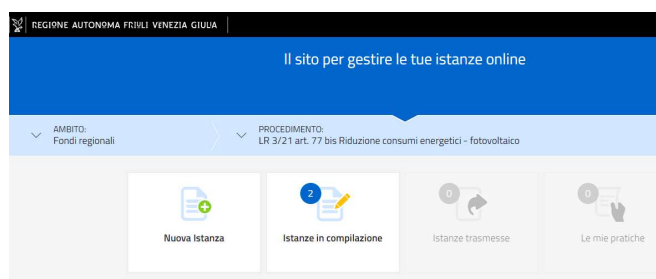 REGIONE AUTONOMA FRIULI VENEZIA GIULIA
Il sito per gestire le tue istanze online
AMBITO:
Fondi regionali
PROCEDIMENTO:
LR 3/21 art. 77 bis Riduzione consumi energetici - fotovoltaico
2
0
0
Nuova Istanza
Istanze in compilazione
Istanze trasmesse
Le mie pratiche